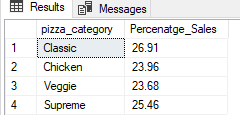 Results Messages
pizza_category Percenatge_Sales
1 Classic 26.91
2 Chicken 23.96
3 Veggie 23.68
4 Supreme 25.46